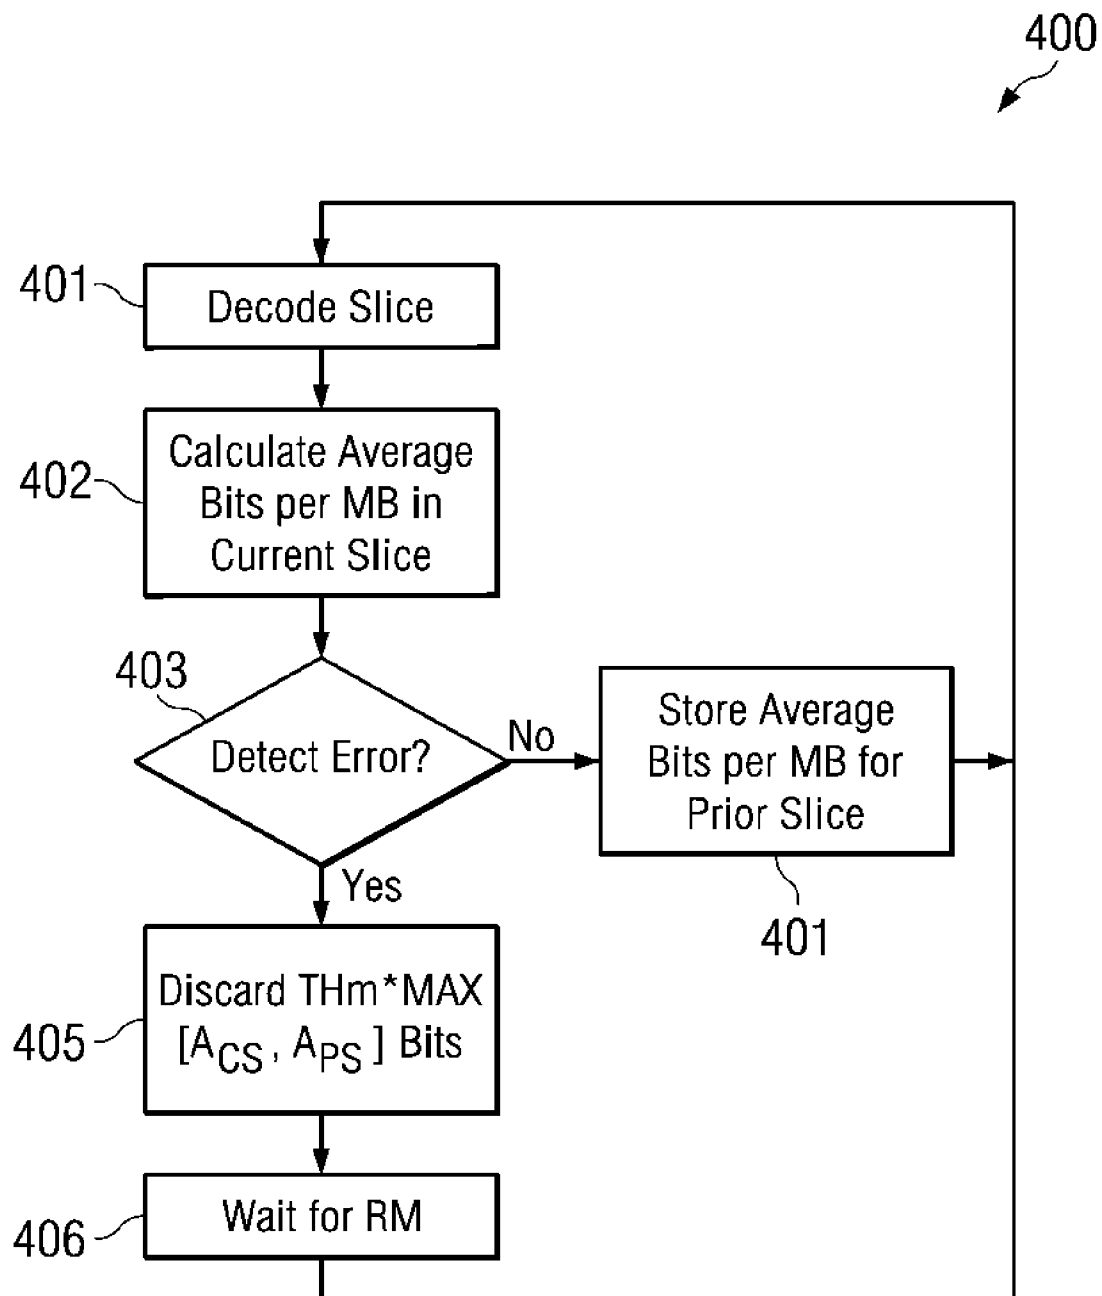 400
401
Decode Slice
402
Calculate Average
Bits per MB in
Current Slice
403
Detect Error?
No
Store Average
Bits per MB for
Prior Slice
401
Yes
405
Discard THm*MAX
[ACS, APS] Bits
406
Wait for RM